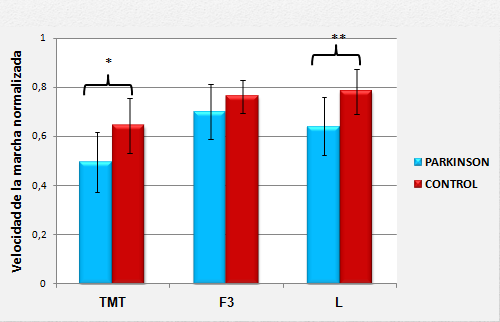 *
**
1
0,8
0,6
0,4
0,2
0
Velocidad de la marcha normalizada
TMT
F3
L
PARKINSON
CONTROL